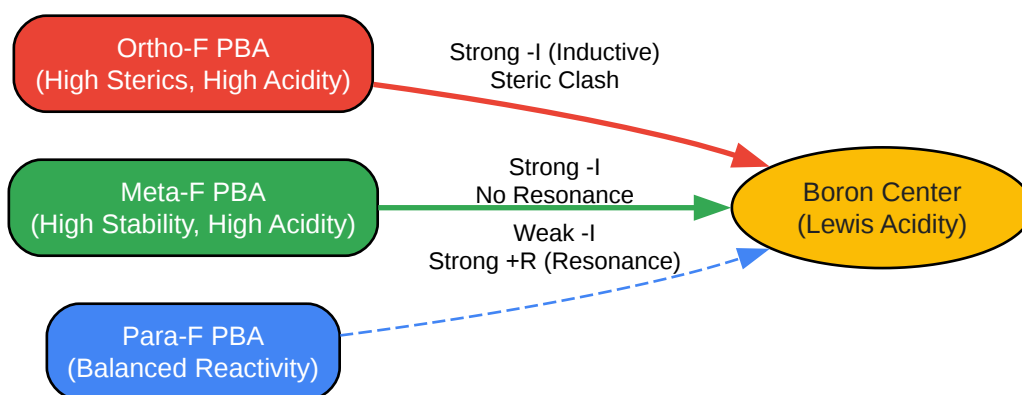 Ortho-F PBA
(High Sterics, High Acidity)
Strong -I (Inductive)
Steric Clash
Meta-F PBA
(High Stability, High Acidity)
Strong -I
No Resonance
Boron Center
(Lewis Acidity)
Weak -I
Strong +R (Resonance)
Para-F PBA
(Balanced Reactivity)